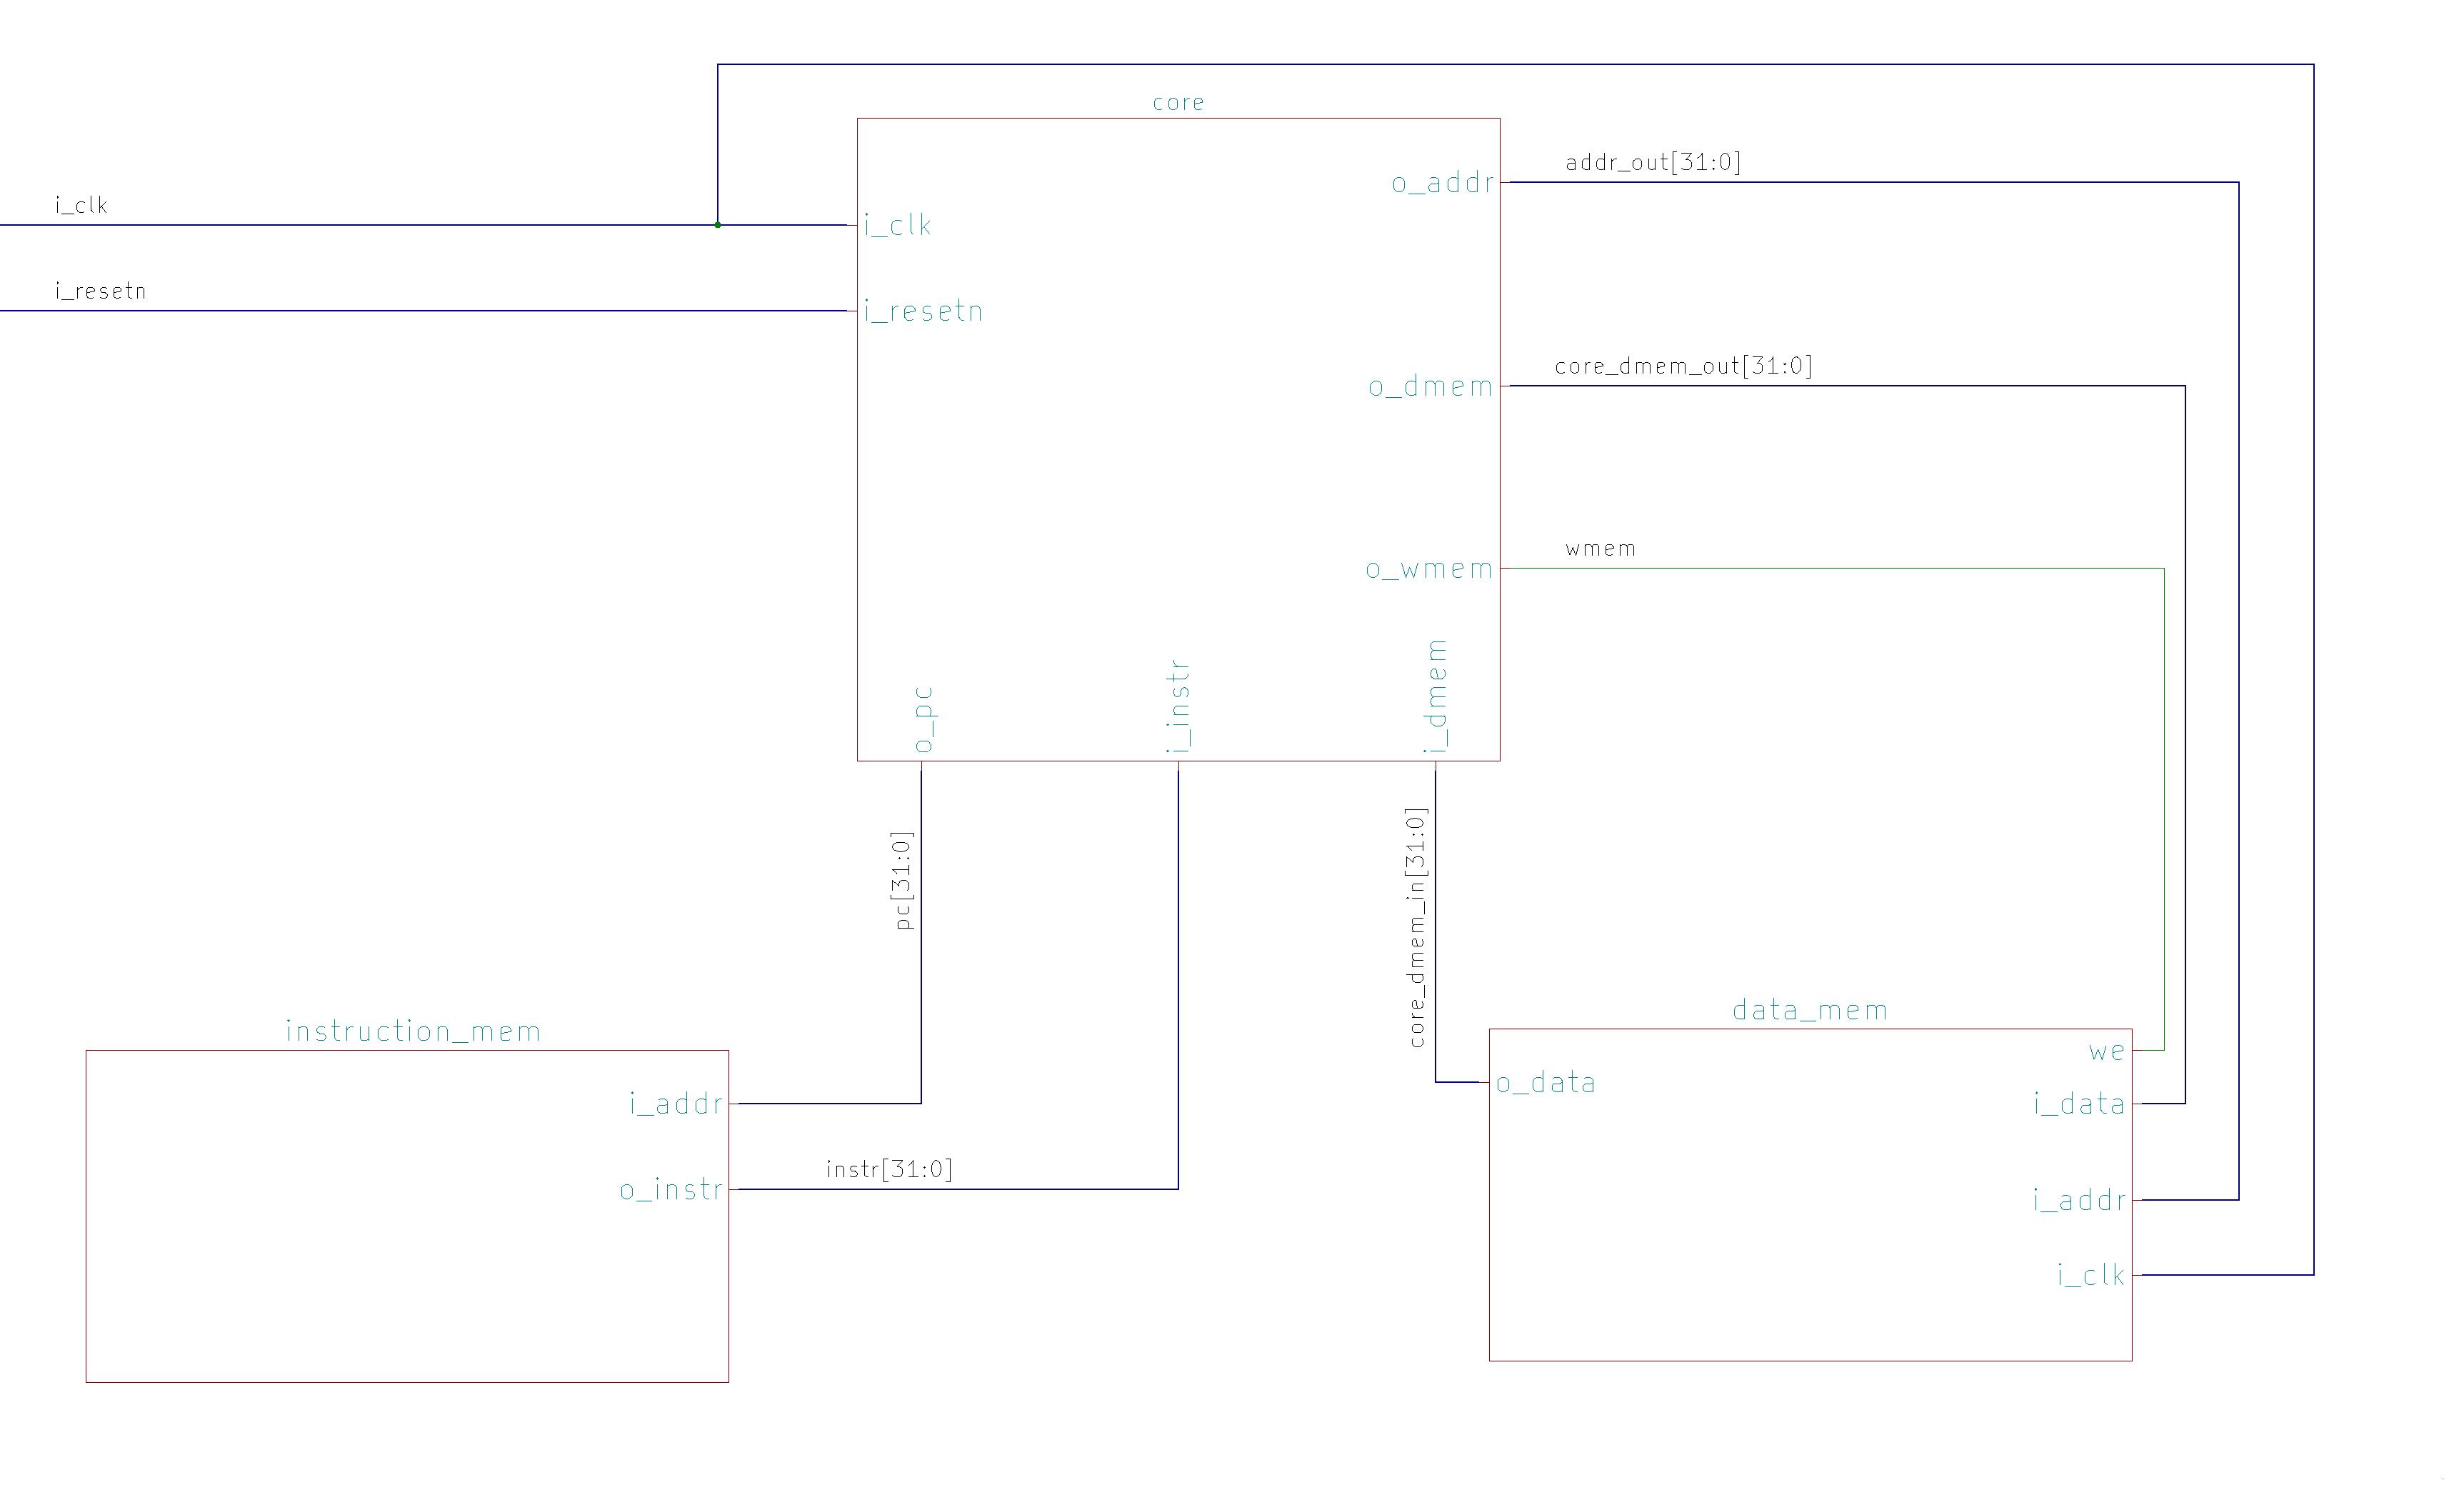 core
addr_out[31:0]
o_addr
i_clk
i_clk
i_resetn
i_resetn
core_dmem_out[31:0]
o_dmem
wmem
o_wmem
o_pc
i_instr
i_dmem
pc[31:0]
core_dmem_in[31:0]
instruction_mem
i_addr
instr[31:0]
o_instr
data_mem
we
o_data
i_data
i_addr
i_clk